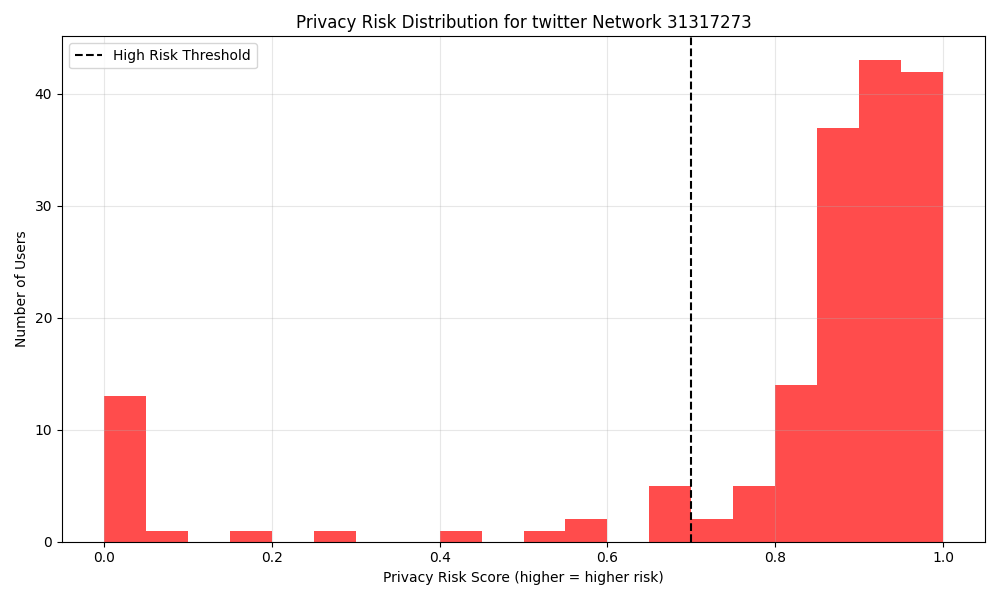 Privacy Risk Distribution for twitter Network 31317273
High Risk Threshold
Number of Users
40
30
20
10
0
0.0 0.2 0.4 0.6 0.8 1.0
Privacy Risk Score (higher = higher risk)